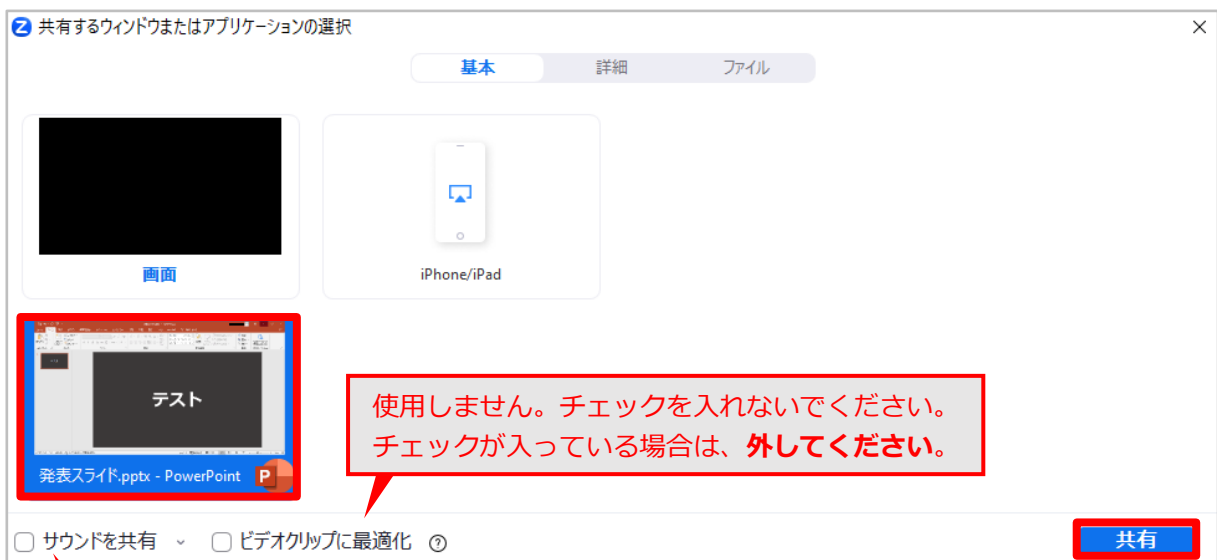 共有するウィンドウまたはアプリケーションの選択
基本 詳細 ファイル
画面
iPhone/iPad
テスト
発表スライド.pptx - PowerPoint
使用しません。チェックを入れないでください。
チェックが入っている場合は、外してください。
サウンドを共有
ビデオクリップに最適化
共有